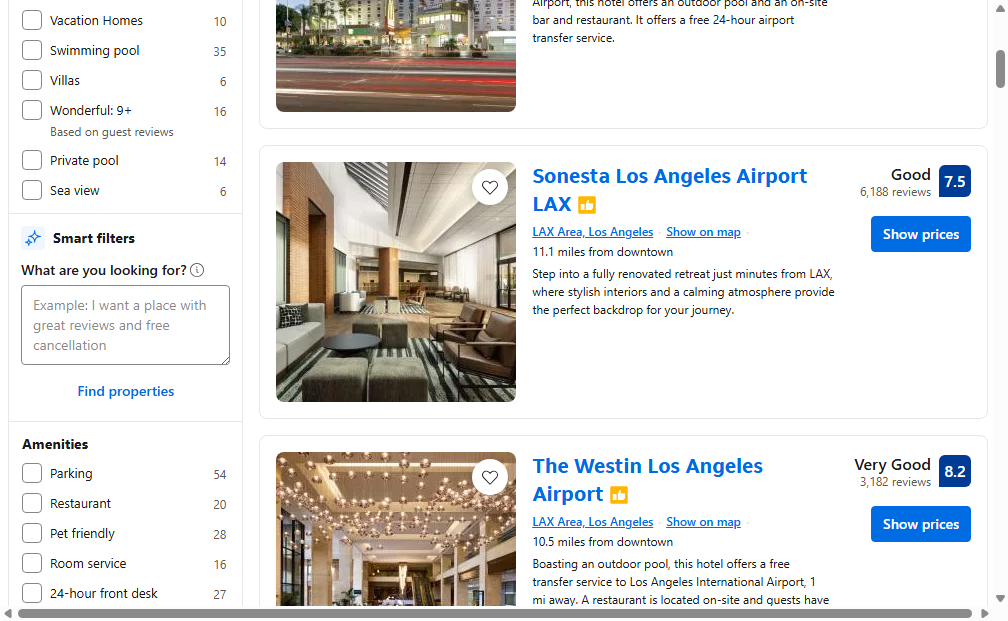 Vacation Homes 10
Swimming pool 35
Villas 6
Wonderful: 9+ 16
Based on guest reviews
Private pool 14
Sea view 6
Smart filters
What are you looking for?
Example: I want a place with
great reviews and free
cancellation
Find properties
Amenities
Parking 54
Restaurant 20
Pet friendly 28
Room service 16
24-hour front desk 27
Airport, this hotel offers an outdoor pool and an on-site
bar and restaurant. It offers a free 24-hour airport
transfer service.
Sonesta Los Angeles Airport
LAX
LAX Area, Los Angeles · Show on map ·
11.1 miles from downtown
Step into a fully renovated retreat just minutes from LAX,
where stylish interiors and a calming atmosphere provide
the perfect backdrop for your journey.
Good
6,188 reviews
7.5
Show prices
The Westin Los Angeles
Airport
LAX Area, Los Angeles · Show on map ·
10.5 miles from downtown
Boasting an outdoor pool, this hotel offers a free
transfer service to Los Angeles International Airport, 1
mi away. A restaurant is located on-site and guests have
Very Good
3,182 reviews
8.2
Show prices